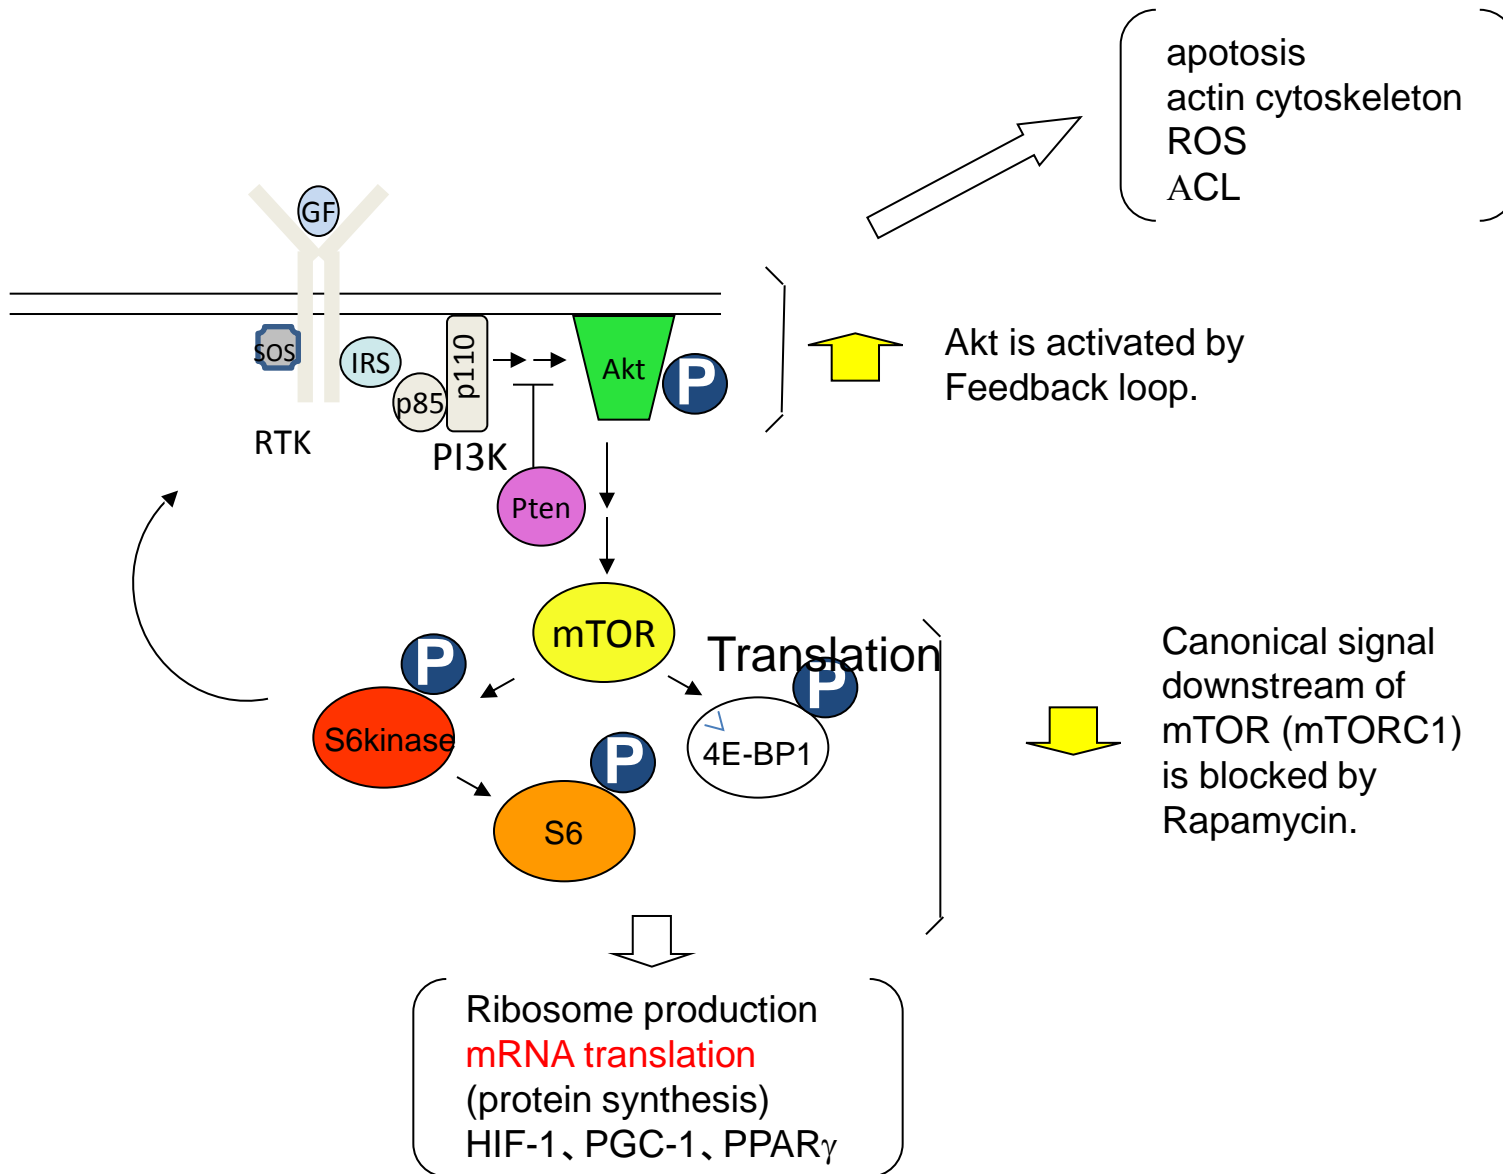 apotosis
actin cytoskeleton
ROS
ACL
GF
SOS
IRS
p85
p110
Akt
P
RTK
PI3K
Pten
Akt is activated by
Feedback loop.
mTOR
Translation
P
P
S6kinase
4E-BP1
P
S6
Canonical signal
downstream of
mTOR (mTORC1)
is blocked by
Rapamycin.
Ribosome production
mRNA translation
(protein synthesis)
HIF-1、PGC-1、PPARγ